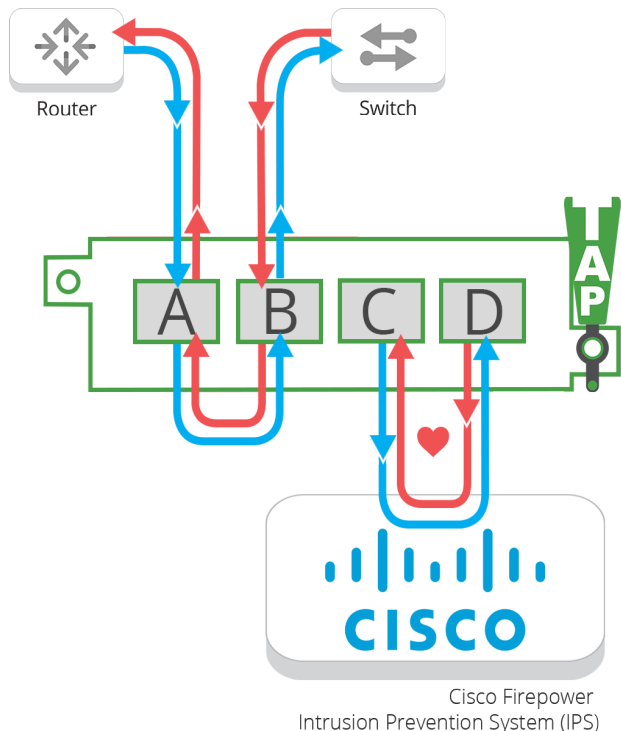 Router
Switch
TAP
A B C D
CISCO
Cisco Firepower
Intrusion Prevention System (IPS)